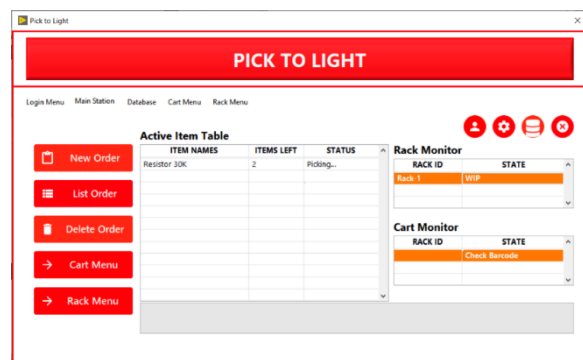 Pick to Light
PICK TO LIGHT
Login Menu Main Station Database Cart Menu Rack Menu
New Order
List Order
Delete Order
Cart Menu
Rack Menu
Active Item Table
ITEM NAMES ITEMS LEFT STATUS
Resistor 30K 2 Picking...
Rack Monitor
RACK ID STATE
Rack-1 WIP
Cart Monitor
RACK ID STATE
Check Barcode